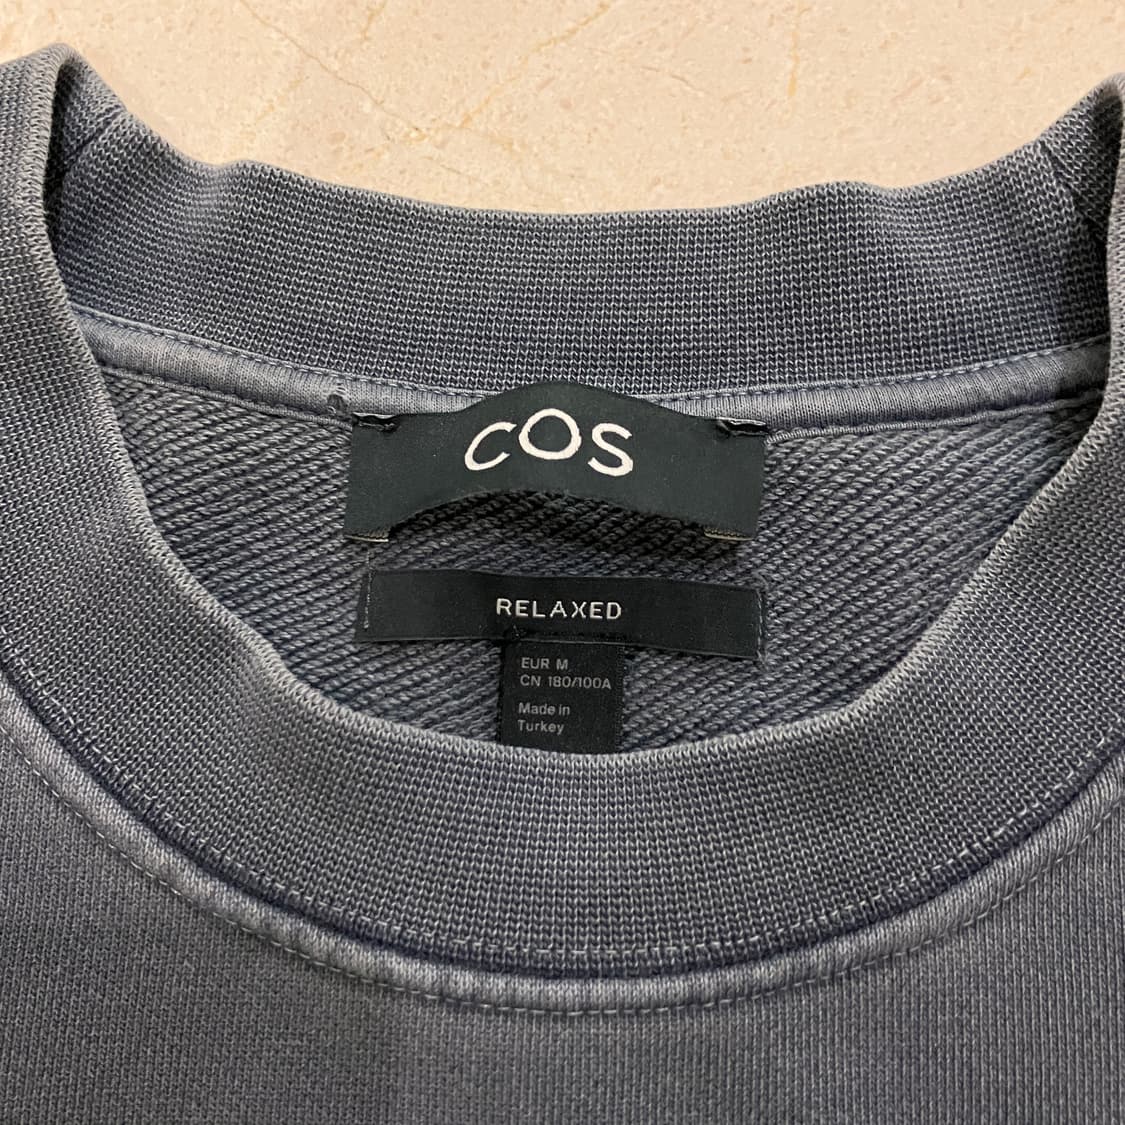 COS
RELAXED
EUR M
CN 180/100A
Made in
Turkey